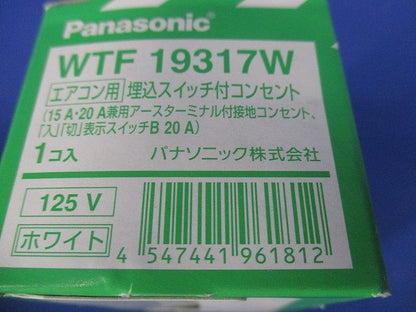 Panasonic
WTF 19317W
エアコン用 埋込スイッチ付コンセント
(15 A・20 A兼用アースターミナル付接地コンセント、
「入」「切」表示スイッチB 20 A)
1コ入 パナソニック株式会社
125 V
ホワイト
4 547441 961812